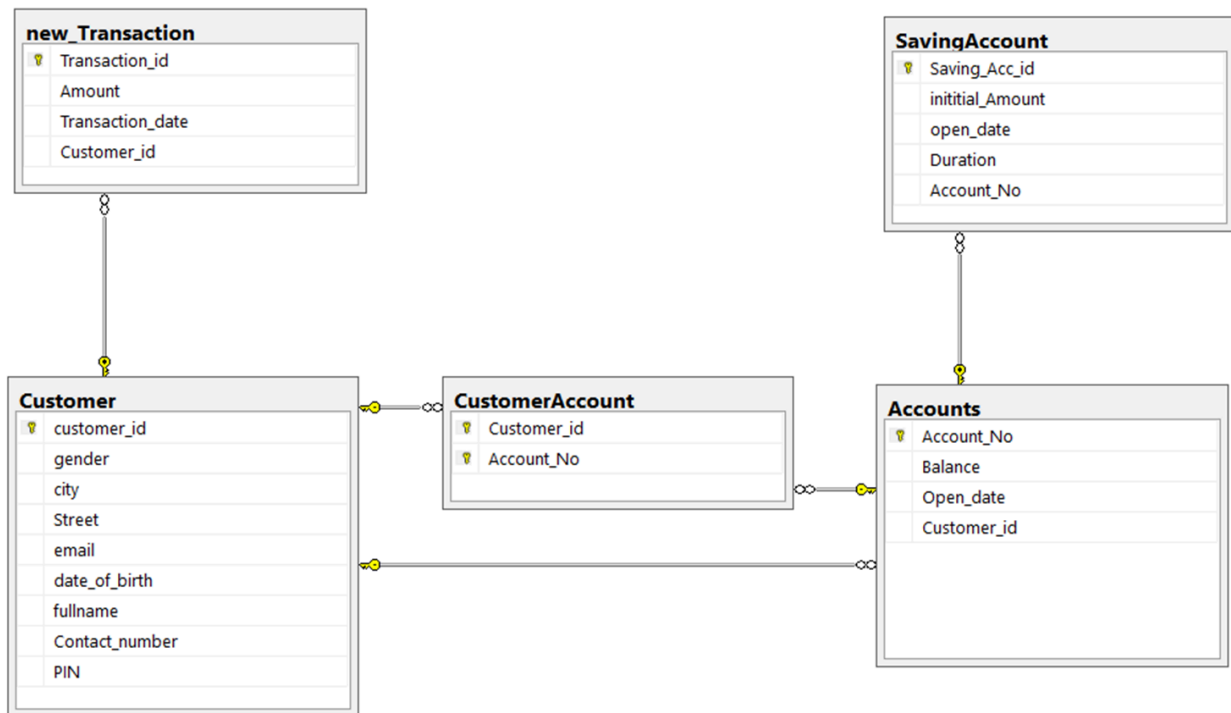 new_Transaction
Transaction_id
Amount
Transaction_date
Customer_id
SavingAccount
Saving_Acc_id
inititial_Amount
open_date
Duration
Account_No
Customer
customer_id
gender
city
Street
email
date_of_birth
fullname
Contact_number
PIN
CustomerAccount
Customer_id
Account_No
Accounts
Account_No
Balance
Open_date
Customer_id